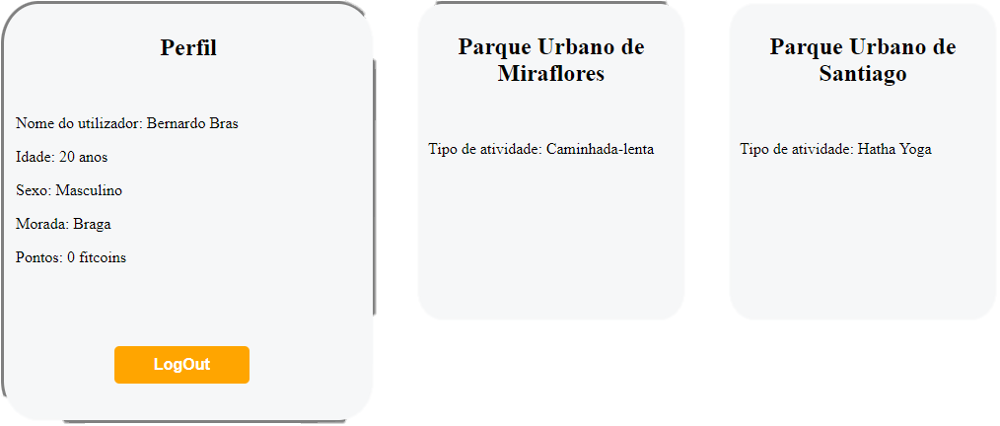 Perfil
Nome do utilizador: Bernardo Bras
Idade: 20 anos
Sexo: Masculino
Morada: Braga
Pontos: 0 fitcoins
LogOut
Parque Urbano de
Miraflores
Tipo de atividade: Caminhada-lenta
Parque Urbano de
Santiago
Tipo de atividade: Hatha Yoga